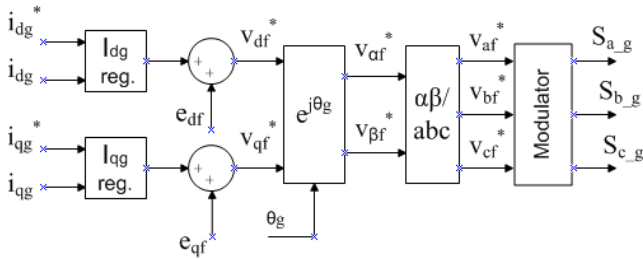 i_dg*
i_dg
I_dg reg.
+
+
e_df
v_df*
i_qg*
i_qg
I_qg reg.
+
+
e_qf
v_qf*
e^jθg
θ_g
v_αf*
v_βf*
αβ/
abc
v_af*
v_bf*
v_cf*
Modulator
S_a_g
S_b_g
S_c_g